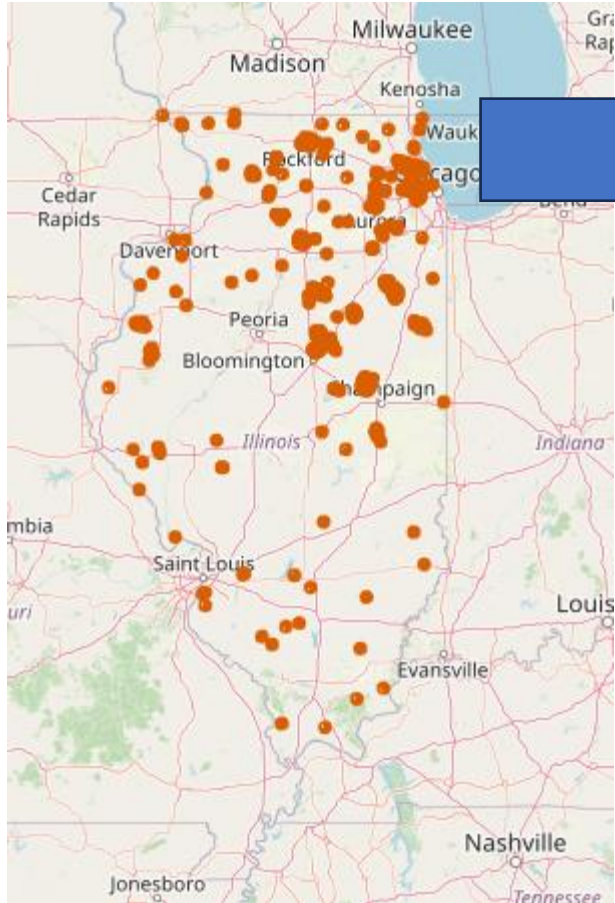 Gra
Rap
Milwaukee
Madison
Kenosha
Wauk
Rockford
cago
Cedar
Rapids
Aurora
Bend
Davenport
Peoria
Bloomington
Champaign
Illinois
Indiana
mbia
Saint Louis
uri
Louis
Evansville
Nashville
Jonesboro
Tennessee